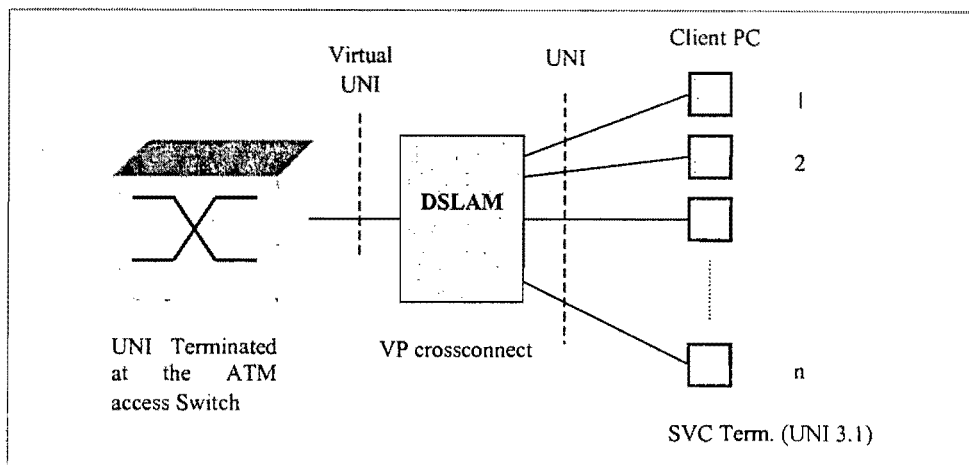 Client PC
Virtual
UNI
UNI
1
2
DSLAM
n
UNI Terminated
at the ATM
access Switch
VP crossconnect
SVC Term. (UNI 3.1)